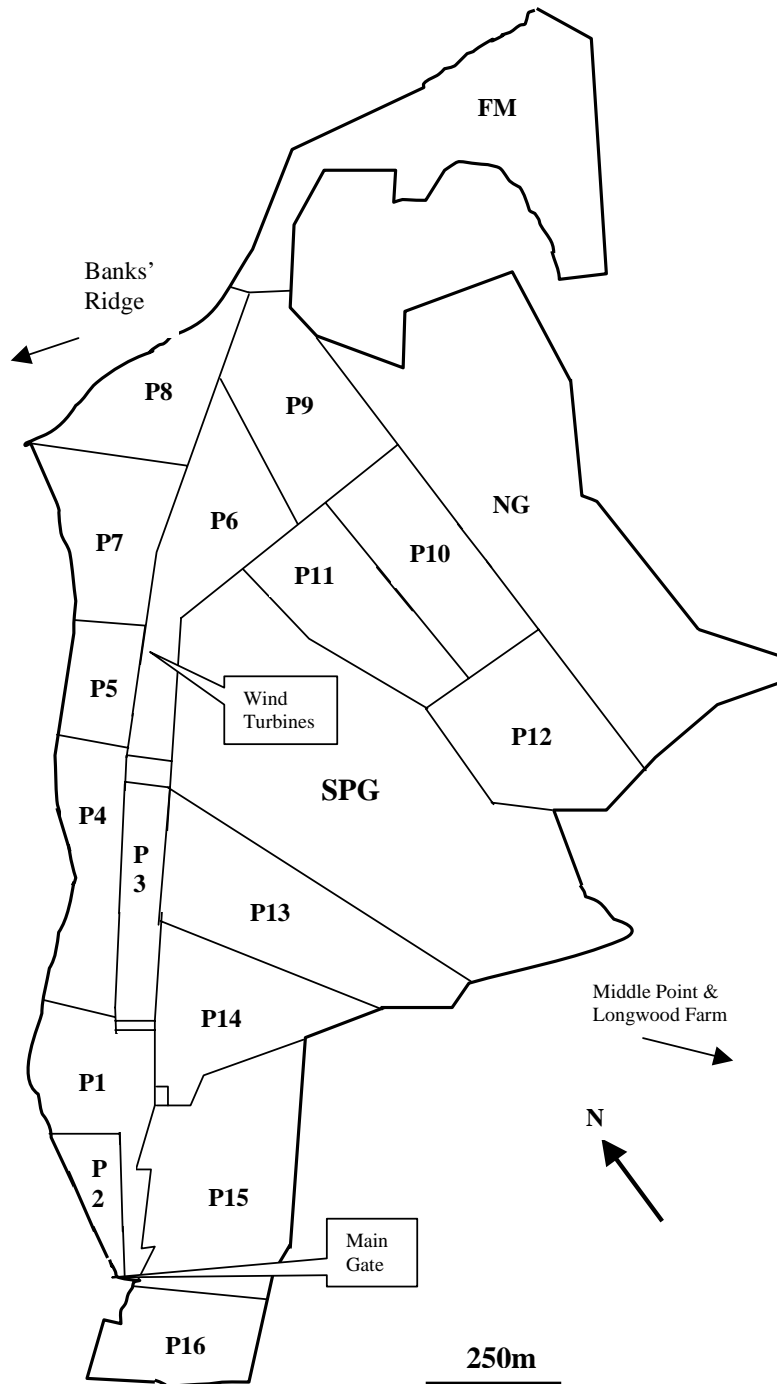 FM
Banks’
Ridge
P8
P9
P6
NG
P7
P10
P11
P5
Wind
Turbines
P12
SPG
P4
P
3
P13
Middle Point &
Longwood Farm
P14
P1
N
P
2
P15
Main
Gate
P16
250m